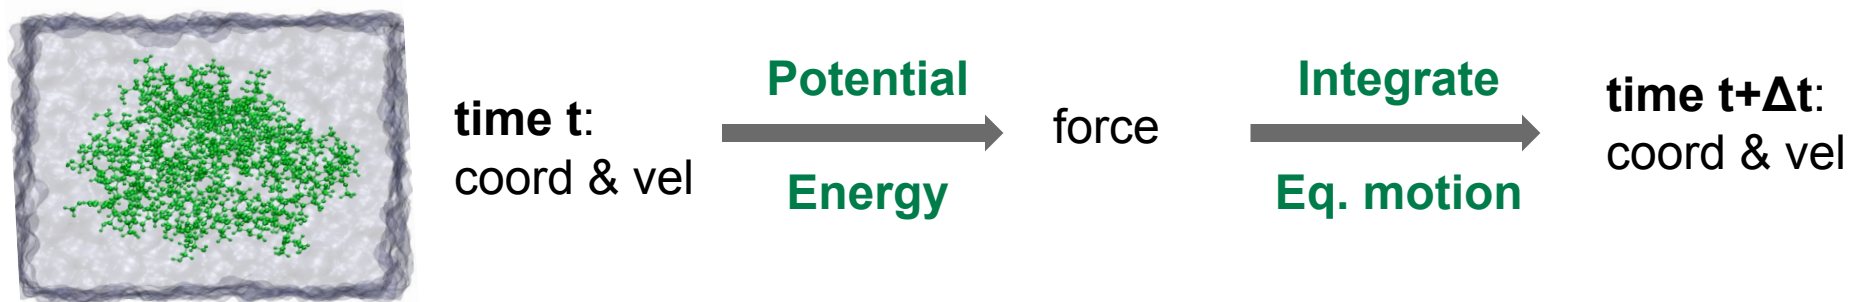 time t:
coord & vel
Potential
Energy
force
Integrate
Eq. motion
time t+Δt:
coord & vel